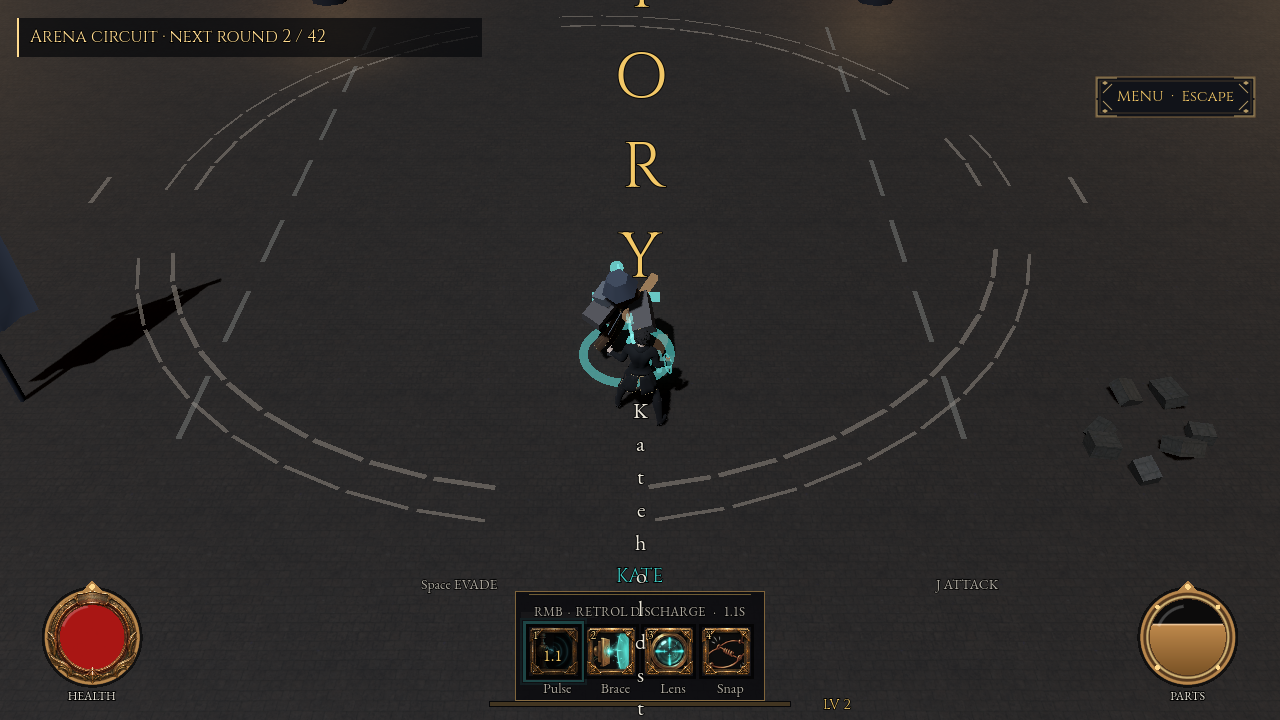 ARENA CIRCUIT · NEXT ROUND 2 / 42
MENU · ESCAPE
O
R
Y
K
a
t
e
h
o
l
d
s
t
KATE
Space EVADE
J ATTACK
RMB · RETROL DISCHARGE · 1.1S
1
1.1
2
3
4
Pulse
Brace
Lens
Snap
HEALTH
PARTS
LV 2